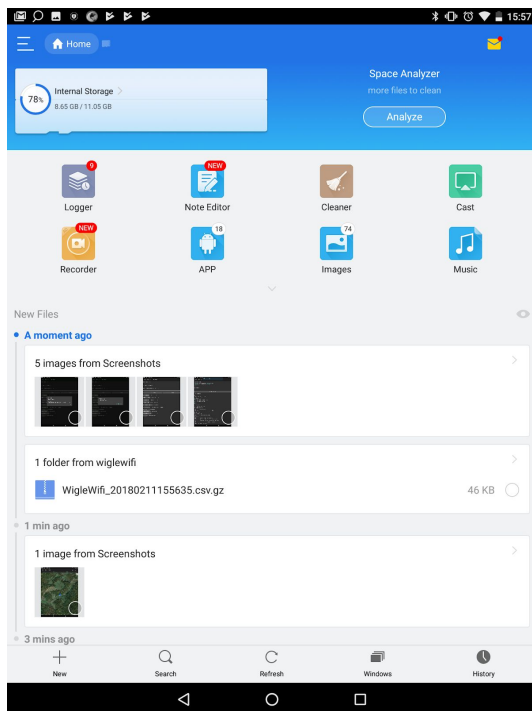 15:57
Home
78%
Internal Storage
8.65 GB / 11.05 GB
Space Analyzer
more files to clean
Analyze
9
NEW
Logger
Note Editor
Cleaner
Cast
NEW
18
74
Recorder
APP
Images
Music
New Files
A moment ago
5 images from Screenshots
1 folder from wiglewifi
WigleWifi_20180211155635.csv.gz
46 KB
1 min ago
1 image from Screenshots
3 mins ago
New
Search
Refresh
Windows
History